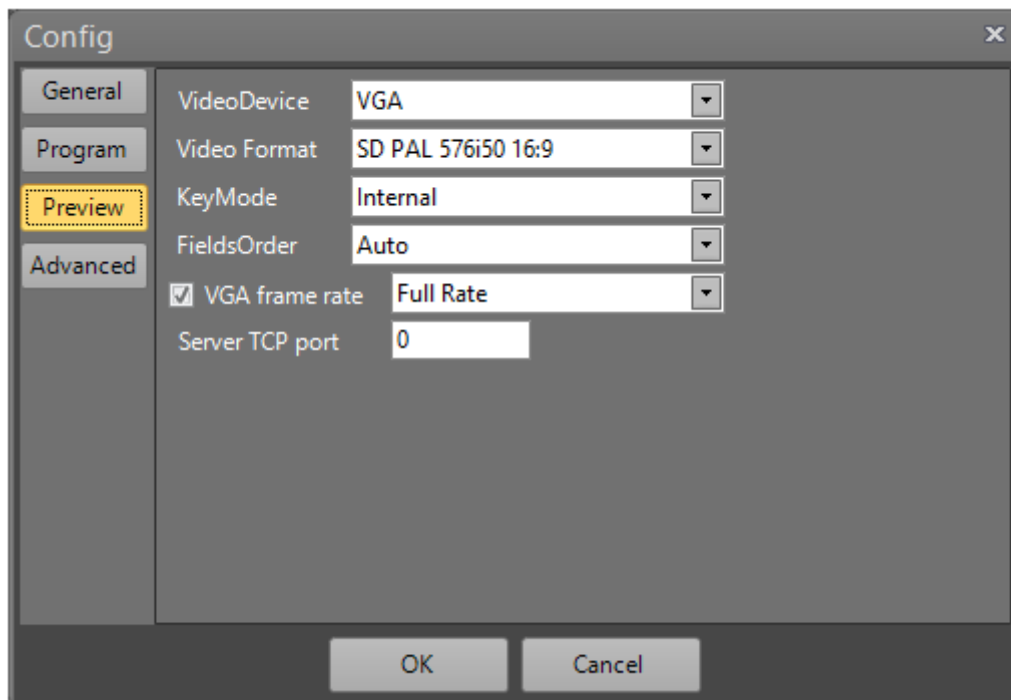 Config
General
Program
Preview
Advanced
VideoDevice VGA
Video Format SD PAL 576i50 16:9
KeyMode Internal
FieldsOrder Auto
VGA frame rate Full Rate
Server TCP port 0
OK Cancel